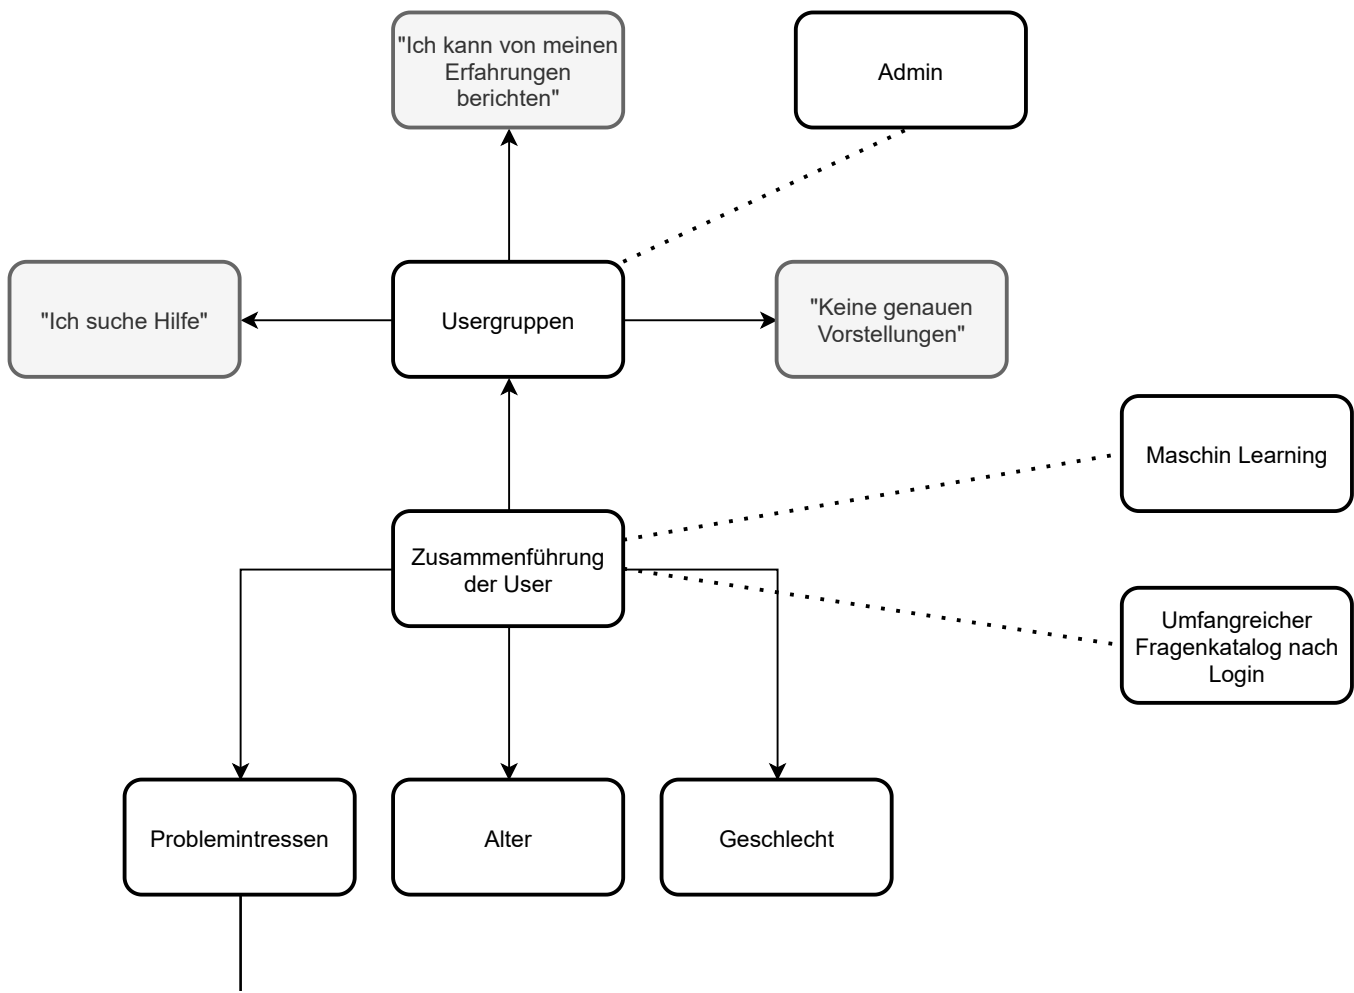 "Ich kann von meinen
Erfahrungen
berichten"
Admin
"Ich suche Hilfe"
Usergruppen
"Keine genauen
Vorstellungen"
Maschin Learning
Zusammenführung
der User
Umfangreicher
Fragenkatalog nach
Login
Problemintressen
Alter
Geschlecht